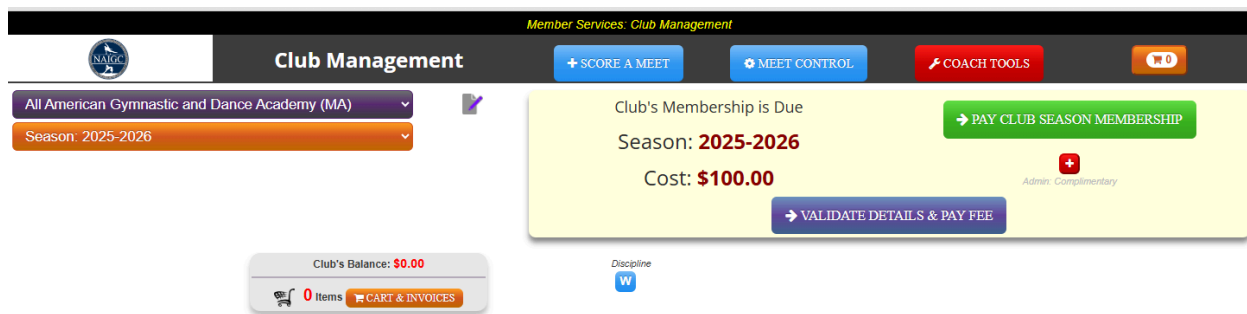 Member Services: Club Management
NAIGC
Club Management
+ SCORE A MEET
MEET CONTROL
COACH TOOLS
0
All American Gymnastic and Dance Academy (MA)
Season: 2025-2026
Club's Membership is Due
Season: 2025-2026
Cost: $100.00
→ PAY CLUB SEASON MEMBERSHIP
+
Admin: Complimentary
→ VALIDATE DETAILS & PAY FEE
Club's Balance: $0.00
0 Items CART & INVOICES
Discipline
W